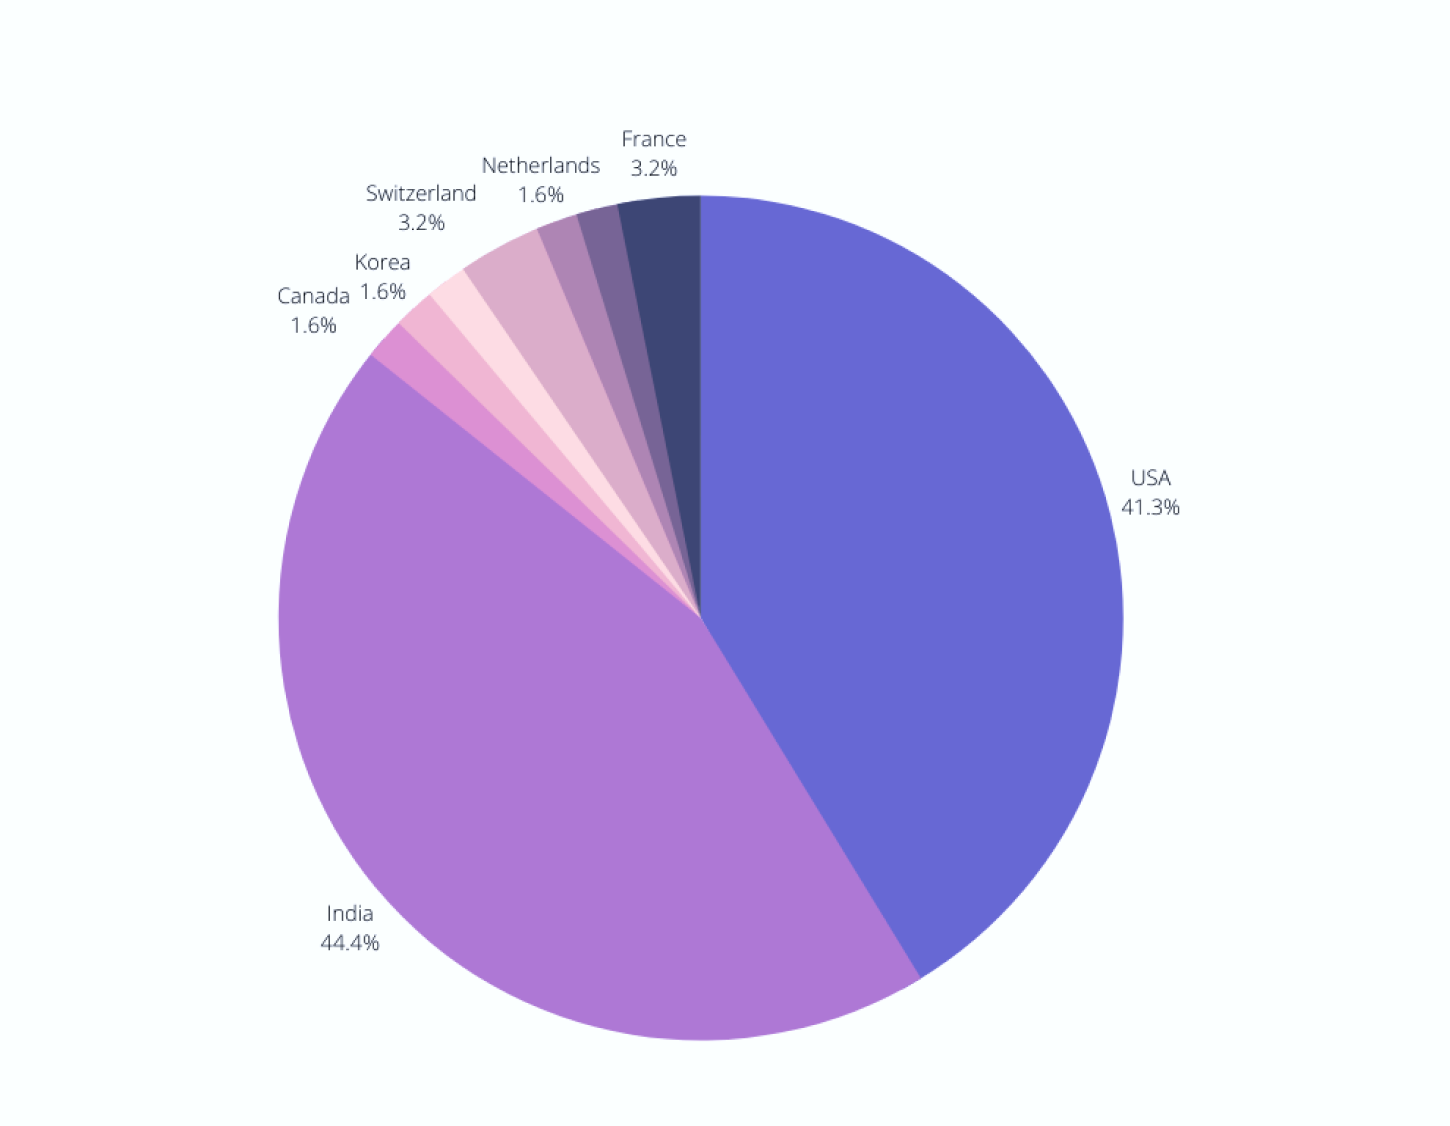 France
3.2%
Netherlands
1.6%
Switzerland
3.2%
Korea
1.6%
Canada
1.6%
USA
41.3%
India
44.4%